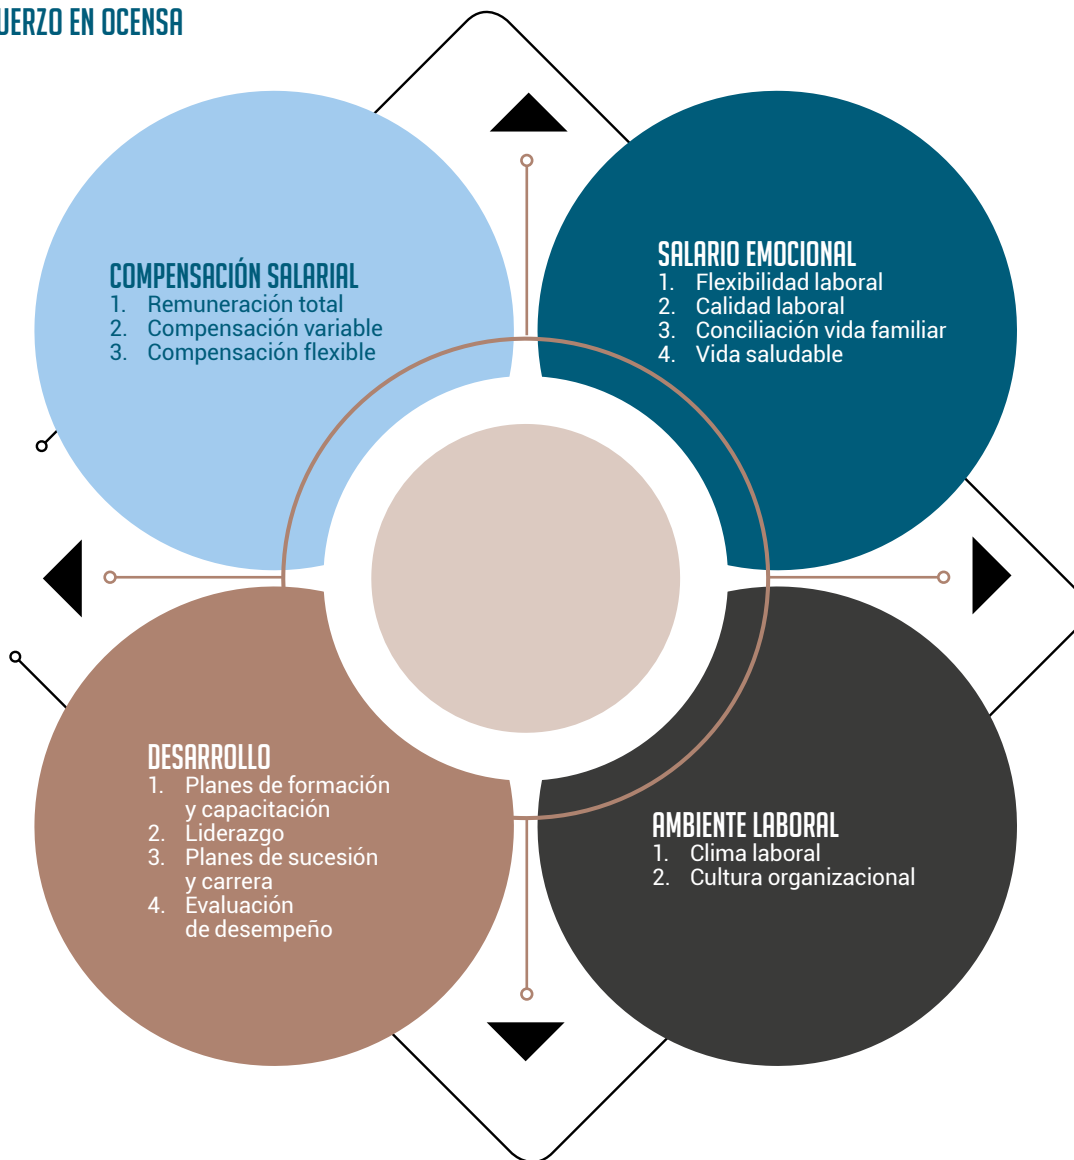 EN OCENSA
COMPENSACIÓN SALARIAL
1. Remuneración total
2. Compensación variable
3. Compensación flexible
SALARIO EMOCIONAL
1. Flexibilidad laboral
2. Calidad laboral
3. Conciliación vida familiar
4. Vida saludable
DESARROLLO
1. Planes de formación
y capacitación
2. Liderazgo
3. Planes de sucesión
y carrera
4. Evaluación
de desempeño
AMBIENTE LABORAL
1. Clima laboral
2. Cultura organizacional